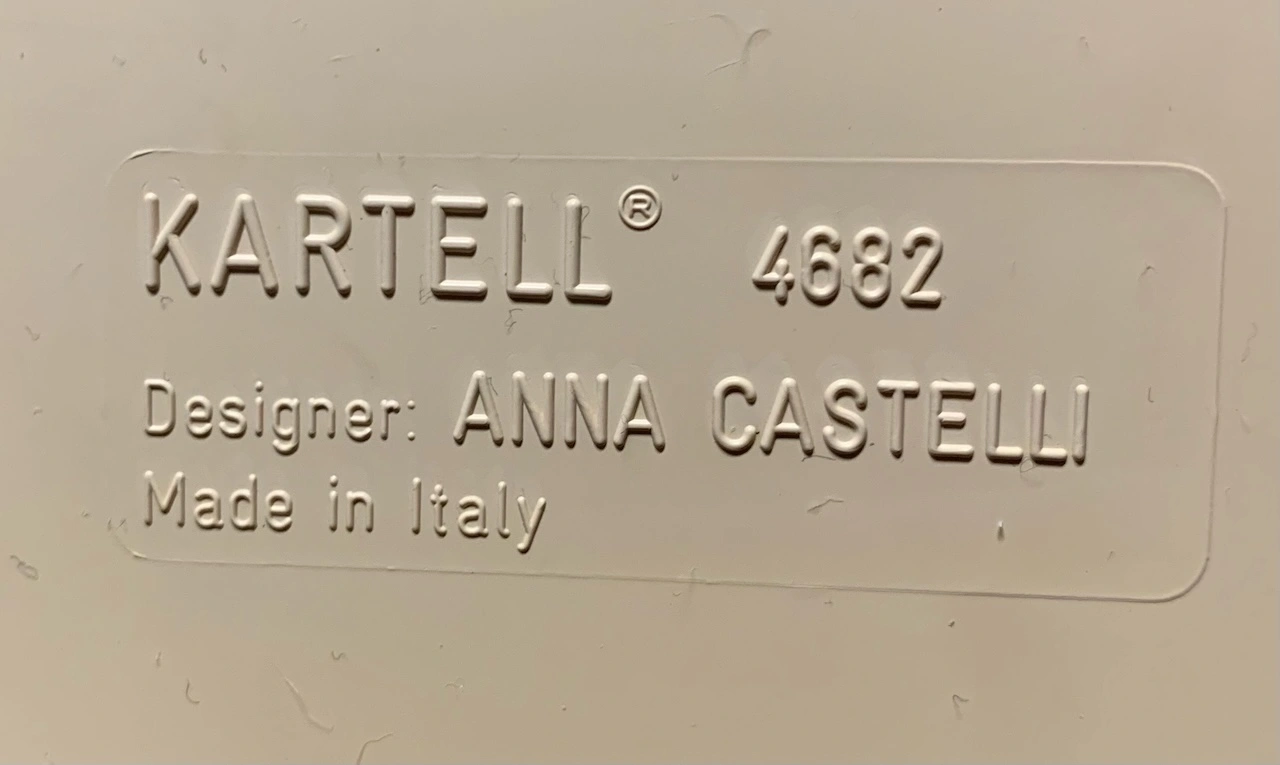 KARTELL® 4682
Designer: ANNA CASTELLI
Made in Italy